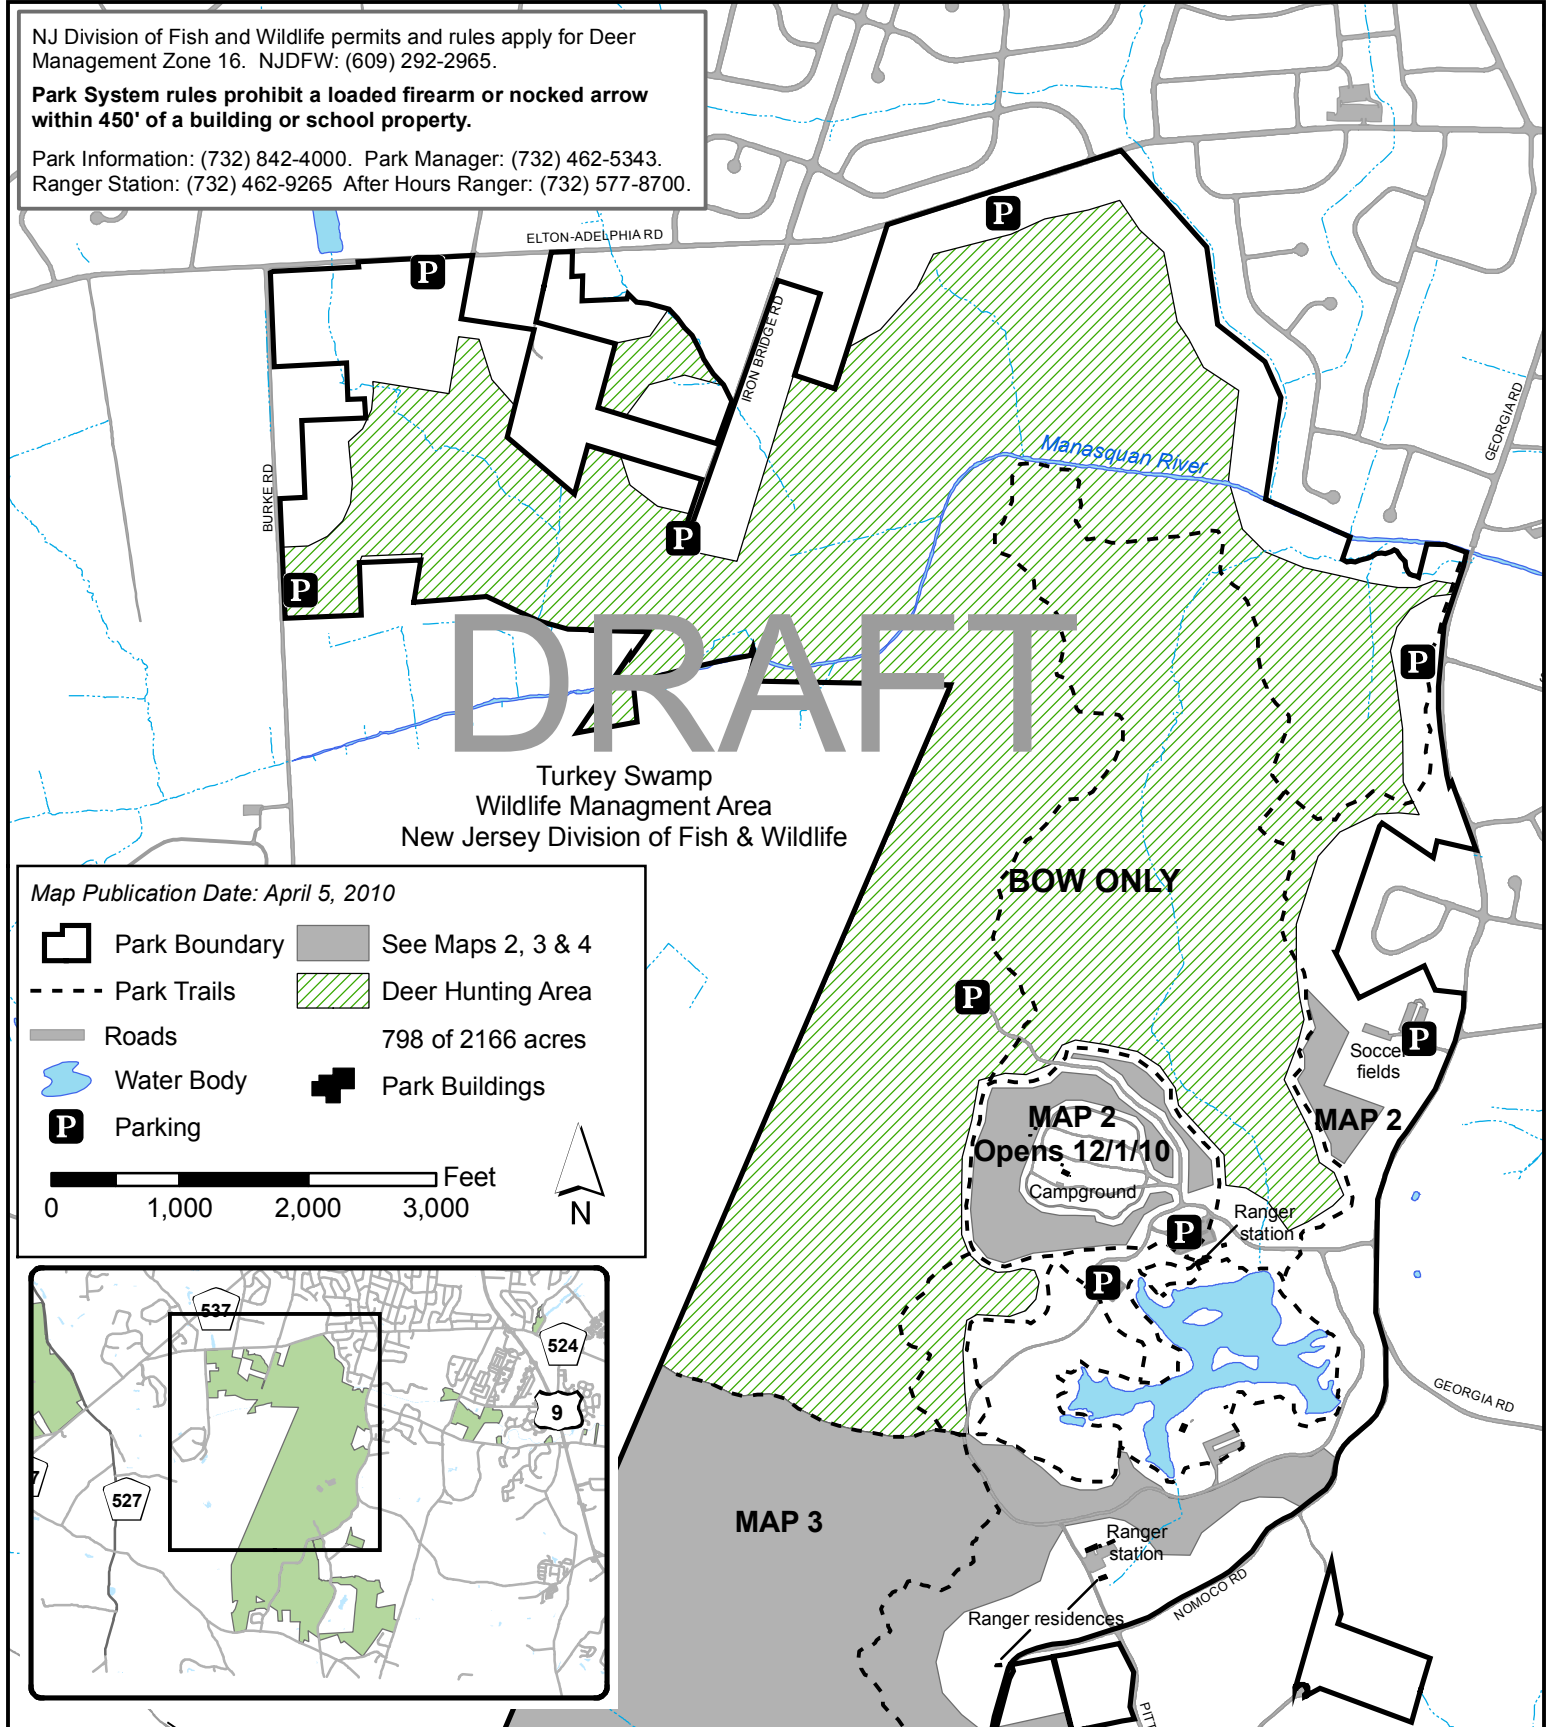 NJ Division of Fish and Wildlife permits and rules apply for Deer
Management Zone 16. NJDFW: (609) 292-2965.
Park System rules prohibit a loaded firearm or nocked arrow
within 450' of a building or school property.
Park Information: (732) 842-4000. Park Manager: (732) 462-5343.
Ranger Station: (732) 462-9265 After Hours Ranger: (732) 577-8700.
ELTON-ADELPHIA RD
P
P
IRON BRIDGE RD
GEORGIA RD
BURKE RD
Manasquan River
P
P
P
DRAFT
Turkey Swamp
Wildlife Managment Area
New Jersey Division of Fish & Wildlife
BOW ONLY
Map Publication Date: April 5, 2010
Park Boundary
See Maps 2, 3 & 4
Park Trails
Deer Hunting Area
Roads
798 of 2166 acres
Water Body
Park Buildings
P
Parking
Feet
0
1,000
2,000
3,000
N
P
P
Soccer
fields
MAP 2
Opens 12/1/10
MAP 2
Campground
P
Ranger
station
P
537
524
9
527
7
GEORGIA RD
MAP 3
Ranger
station
NOMOCO RD
Ranger residences
PITT